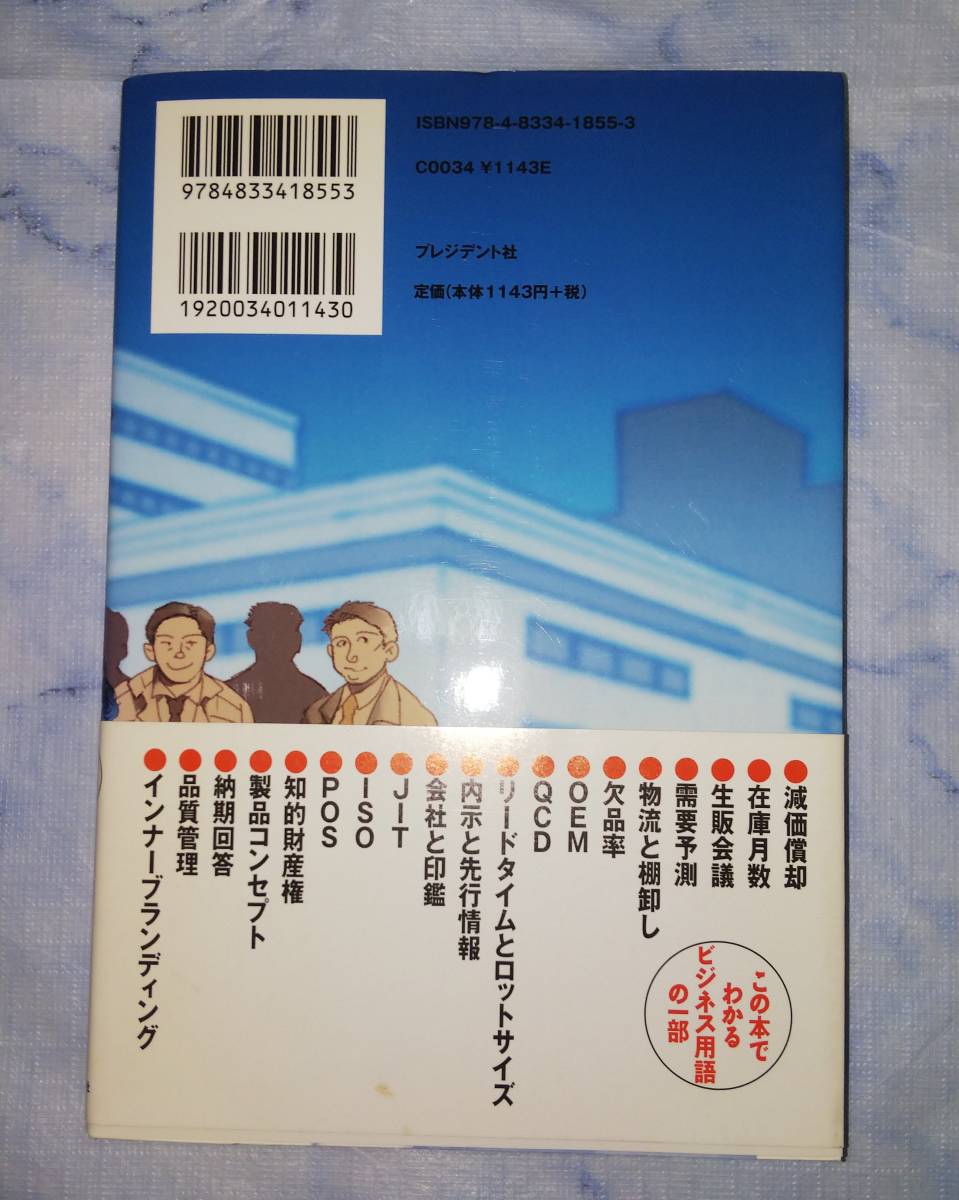 ISBN978-4-8334-1855-3
C0034 ¥1143E
9784833418553
1920034011430
プレジデント社
定価(本体1143円+税)
●減価償却
●在庫月数
●生販会議
●需要予測
●物流と棚卸し
●欠品率
●OEM
●QCD
●リードタイムとロットサイズ
●内示と先行情報
●会社と印鑑
●JIT
●ISO
●POS
●知的財産権
●製品コンセプト
●納期回答
●品質管理
●インナーブランディング
この本で
わかる
ビジネス用語
の一部